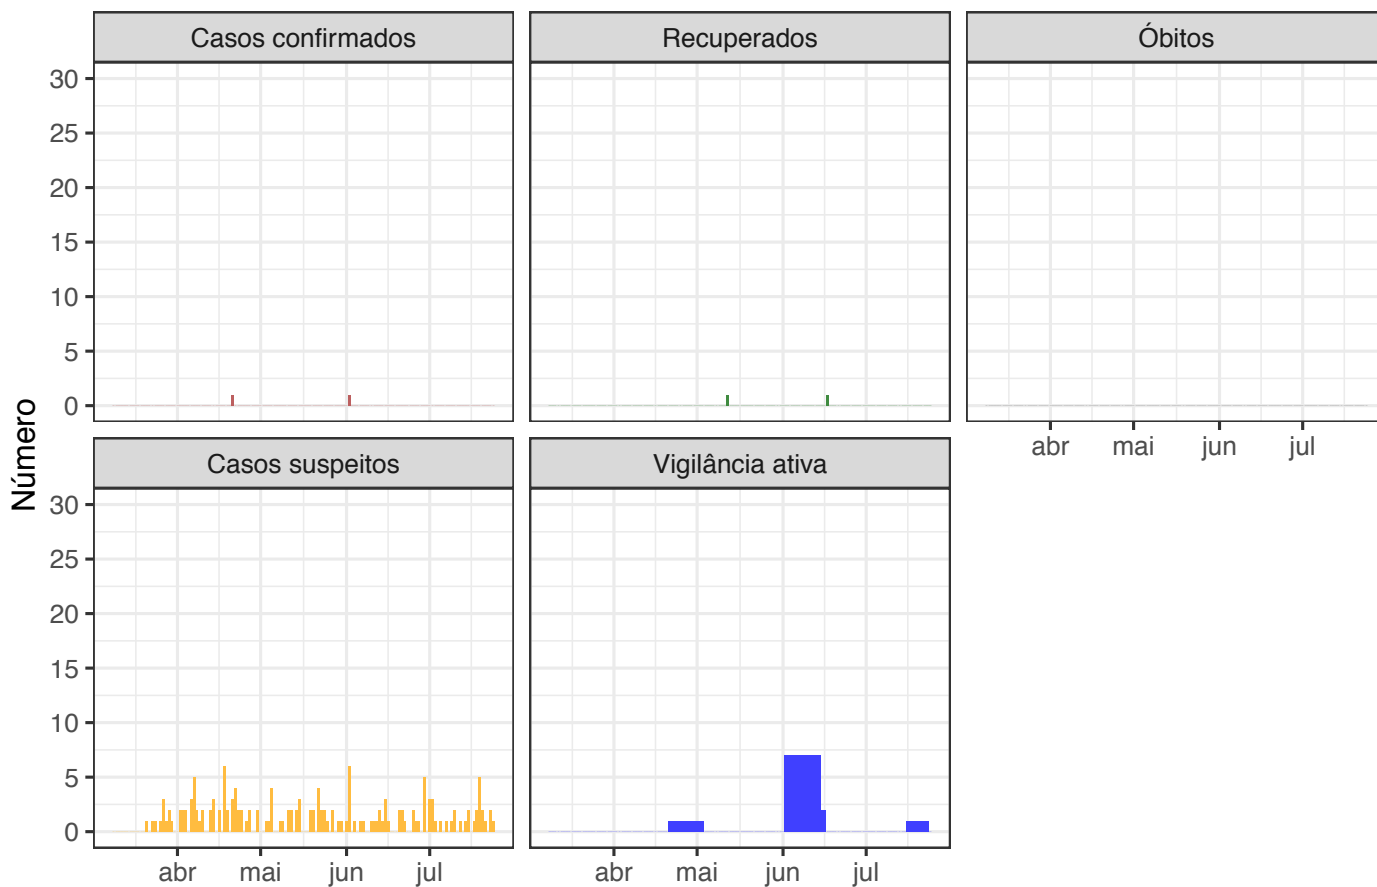 Casos confirmados
Recuperados
Óbitos
30
25
20
15
10
5
0
abr mai jun jul
Número
Casos suspeitos
Vigilância ativa
30
25
20
15
10
5
0
abr mai jun jul
abr mai jun jul